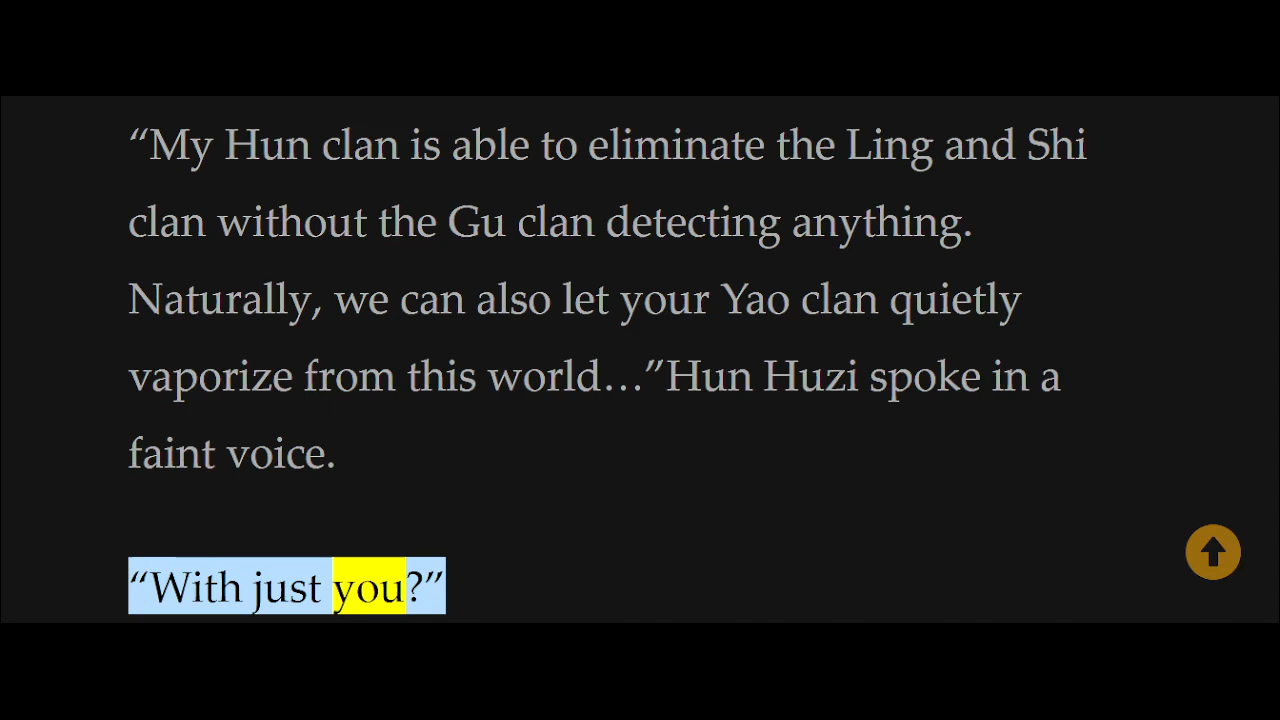 “My Hun clan is able to eliminate the Ling and Shi
clan without the Gu clan detecting anything.
Naturally, we can also let your Yao clan quietly
vaporize from this world…”Hun Huzi spoke in a
faint voice.
“With just you?”